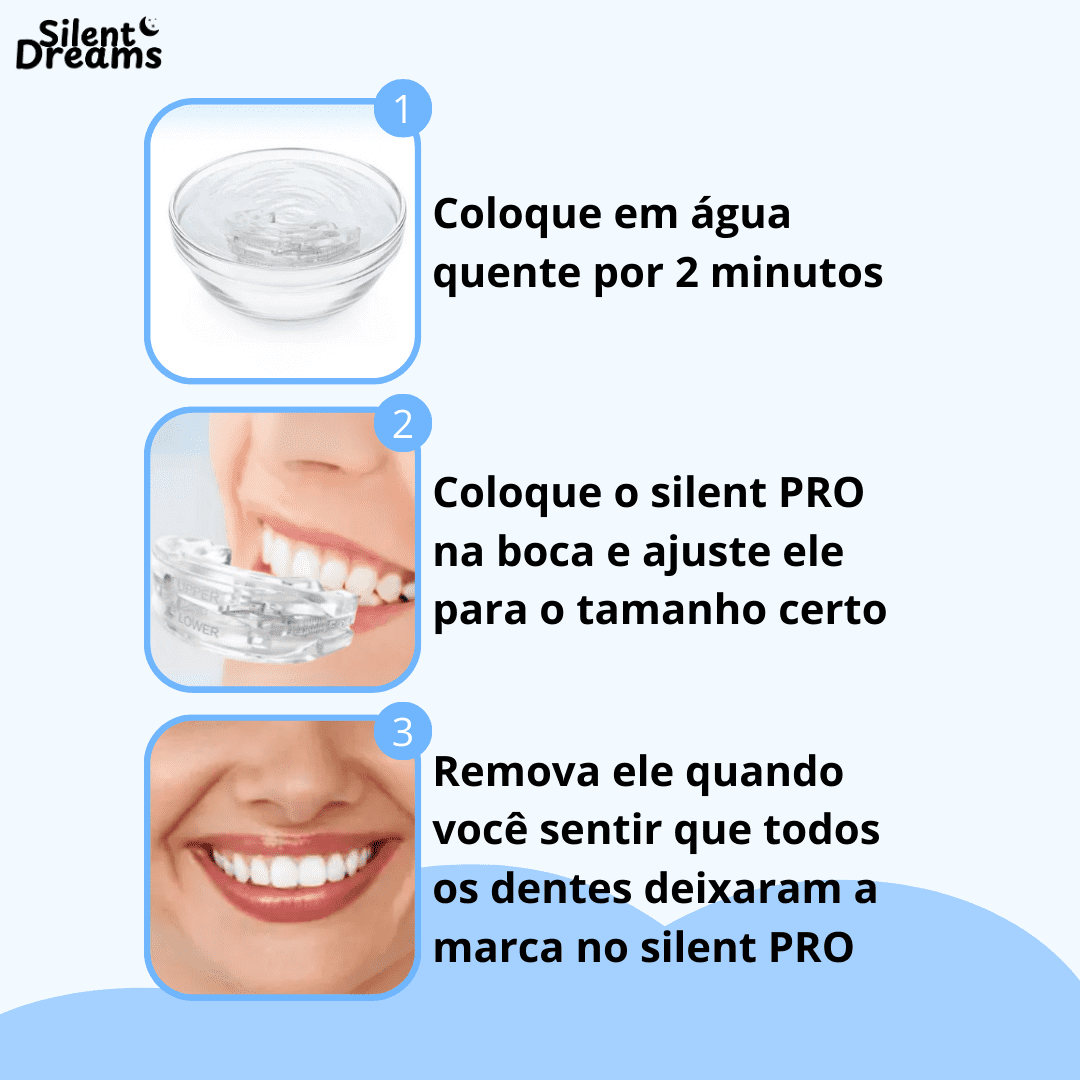 Silent
Dreams
1
Coloque em água
quente por 2 minutos
2
Coloque o silent PRO
na boca e ajuste ele
para o tamanho certo
UPPER
LOWER
3
Remova ele quando
você sentir que todos
os dentes deixaram a
marca no silent PRO